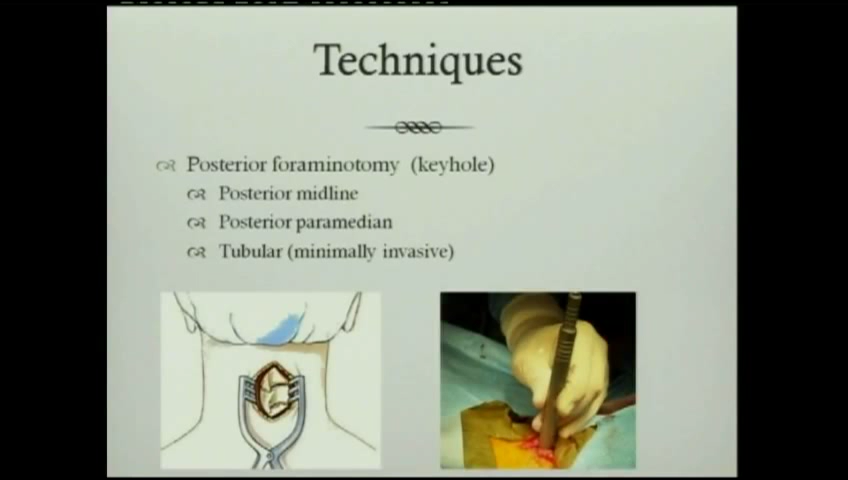 Techniques
Posterior foraminotomy (keyhole)
Posterior midline
Posterior paramedian
Tubular (minimally invasive)